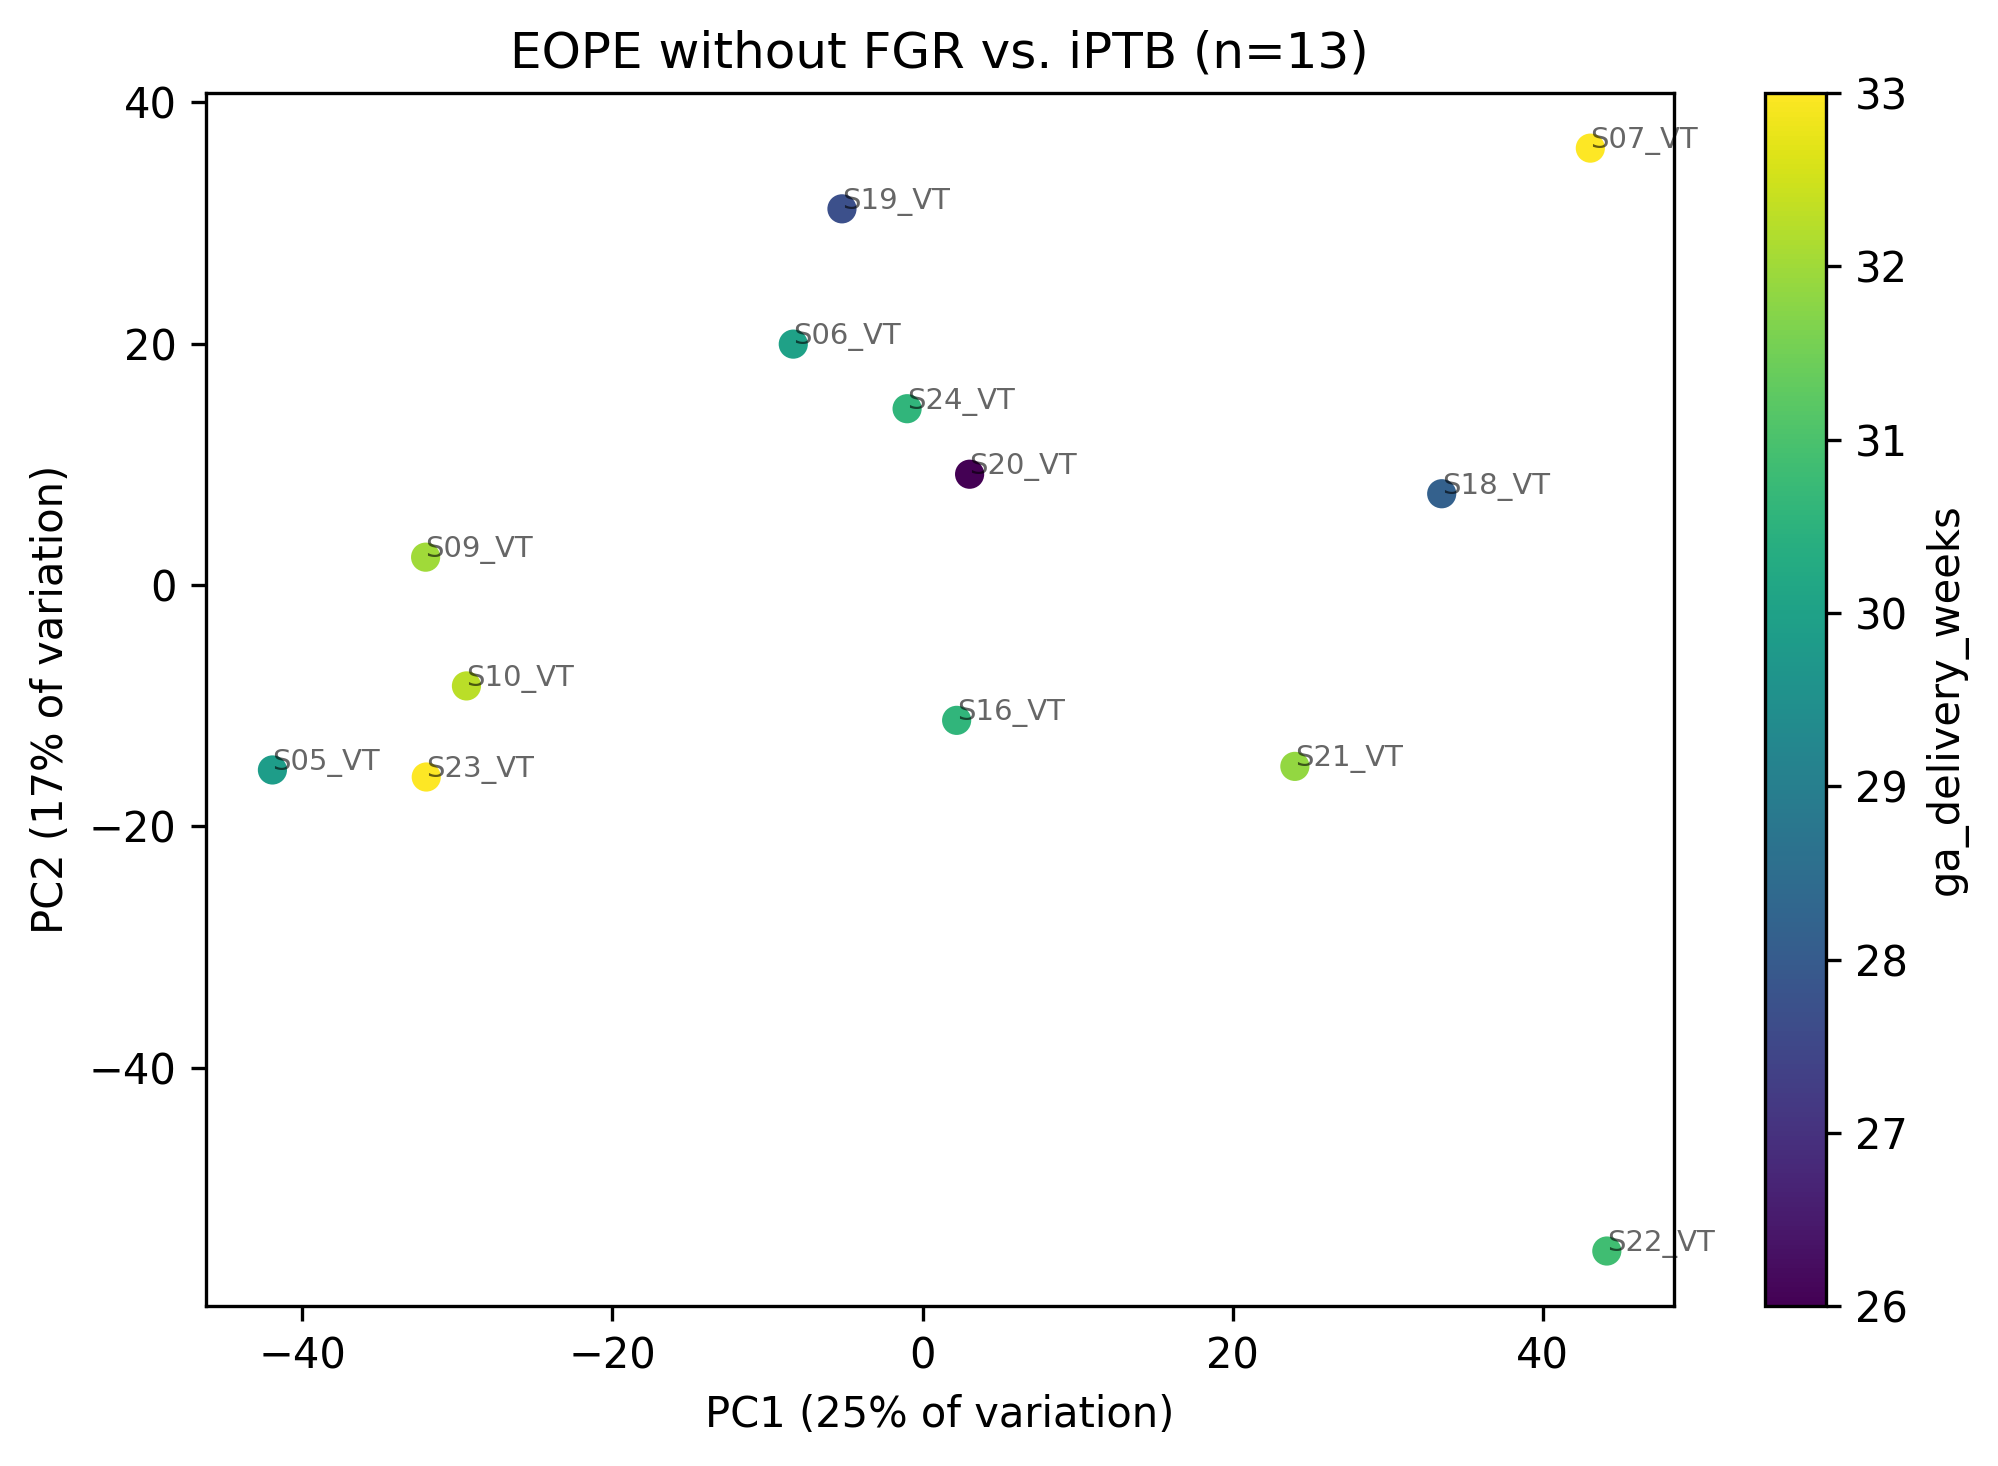 EOPE without FGR vs. iPTB (n=13)
40
20
0
−20
−40
PC2 (17% of variation)
S07_VT
S19_VT
S06_VT
S24_VT
S20_VT
S18_VT
S09_VT
S10_VT
S16_VT
S21_VT
S05_VT
S23_VT
S22_VT
−40
−20
0
20
40
PC1 (25% of variation)
33
32
31
30
29
28
27
26
ga_delivery_weeks